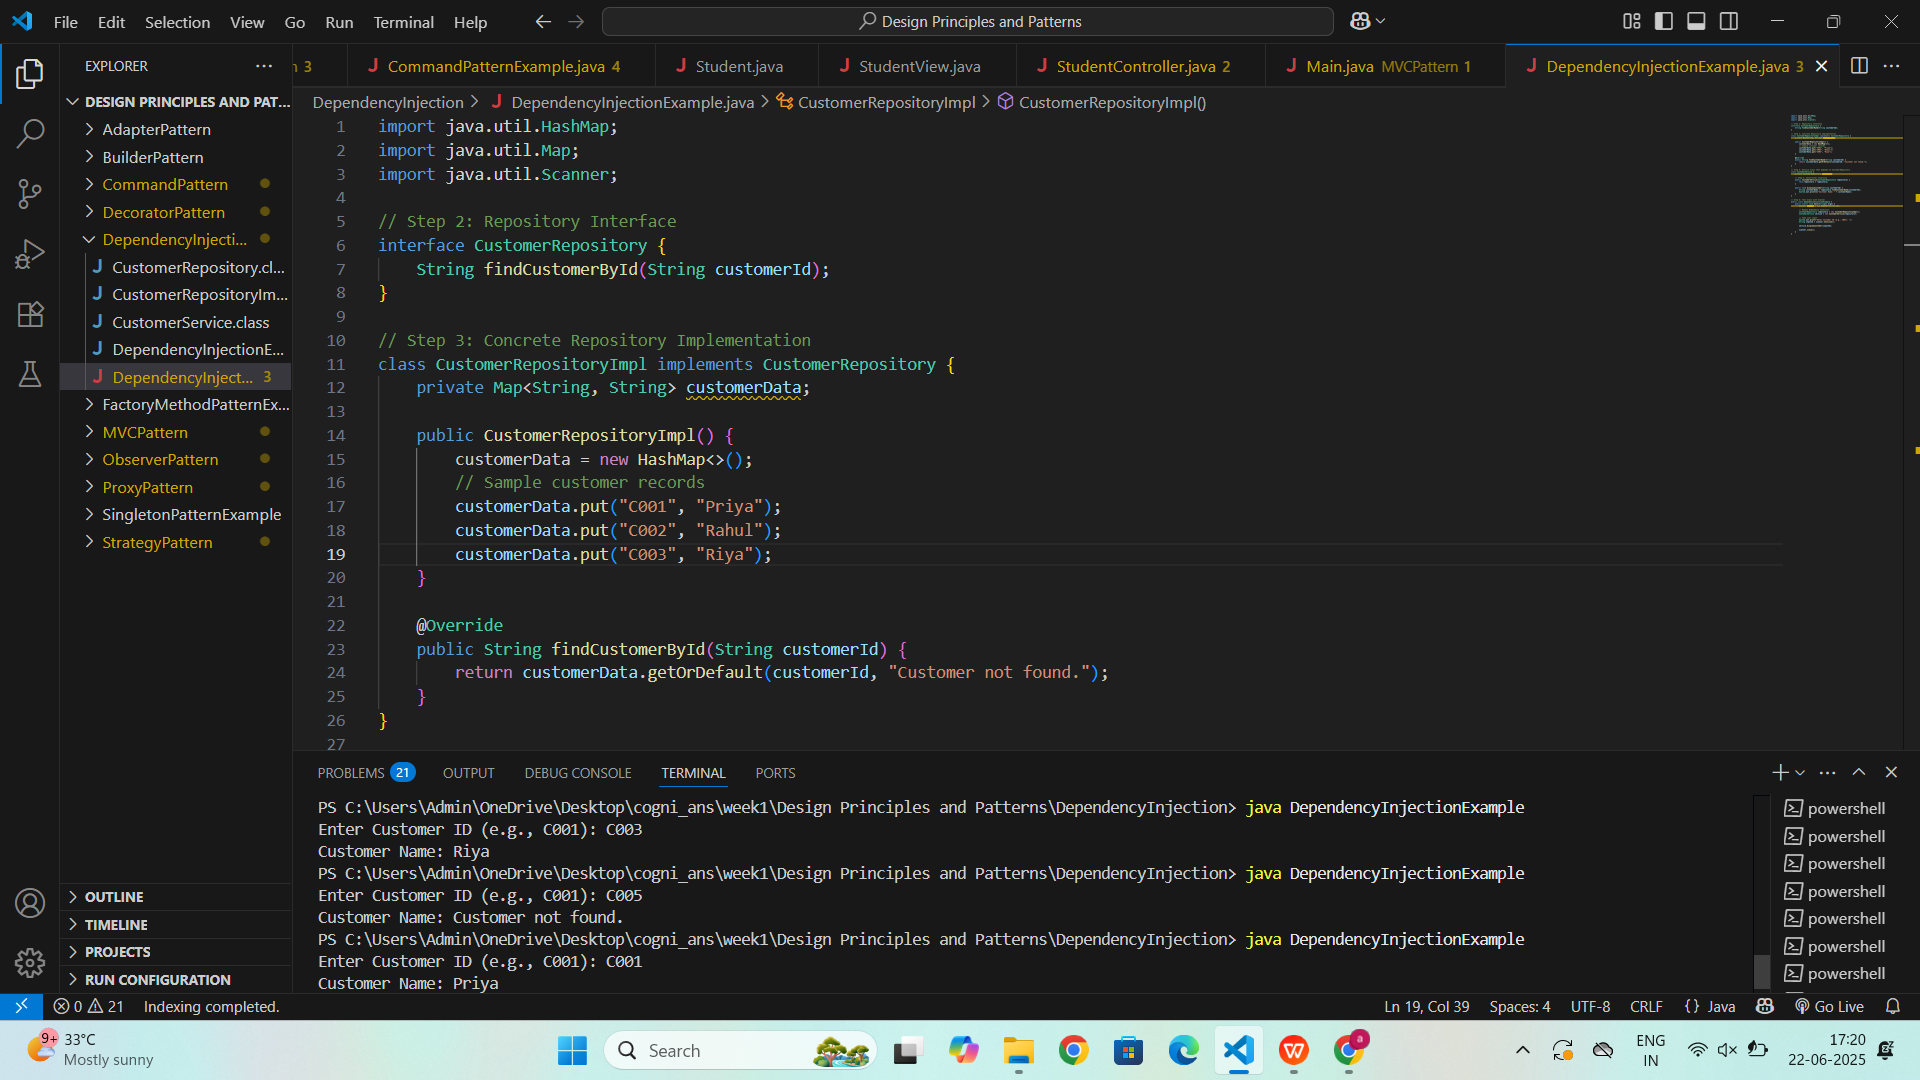 File Edit Selection View Go Run Terminal Help
Design Principles and Patterns
EXPLORER
3
CommandPatternExample.java 4
Student.java
StudentView.java
StudentController.java 2
Main.java MVCPattern 1
DependencyInjectionExample.java 3
DESIGN PRINCIPLES AND PAT...
AdapterPattern
BuilderPattern
CommandPattern
DecoratorPattern
DependencyInjecti...
CustomerRepository.cl...
CustomerRepositoryIm...
CustomerService.class
DependencyInjectionE...
DependencyInject... 3
FactoryMethodPatternEx...
MVCPattern
ObserverPattern
ProxyPattern
SingletonPatternExample
StrategyPattern
OUTLINE
TIMELINE
PROJECTS
RUN CONFIGURATION
DependencyInjection > DependencyInjectionExample.java > CustomerRepositoryImpl > CustomerRepositoryImpl()
1 import java.util.HashMap;
2 import java.util.Map;
3 import java.util.Scanner;
4
5 // Step 2: Repository Interface
6 interface CustomerRepository {
7 String findCustomerById(String customerId);
8 }
9
10 // Step 3: Concrete Repository Implementation
11 class CustomerRepositoryImpl implements CustomerRepository {
12 private Map<String, String> customerData;
13
14 public CustomerRepositoryImpl() {
15 customerData = new HashMap<>();
16 // Sample customer records
17 customerData.put("C001", "Priya");
18 customerData.put("C002", "Rahul");
19 customerData.put("C003", "Riya");
20 }
21
22 @Override
23 public String findCustomerById(String customerId) {
24 return customerData.getOrDefault(customerId, "Customer not found.");
25 }
26 }
27
PROBLEMS 21 OUTPUT DEBUG CONSOLE TERMINAL PORTS
PS C:\Users\Admin\OneDrive\Desktop\cogni_ans\week1\Design Principles and Patterns\DependencyInjection> java DependencyInjectionExample
Enter Customer ID (e.g., C001): C003
Customer Name: Riya
PS C:\Users\Admin\OneDrive\Desktop\cogni_ans\week1\Design Principles and Patterns\DependencyInjection> java DependencyInjectionExample
Enter Customer ID (e.g., C001): C005
Customer Name: Customer not found.
PS C:\Users\Admin\OneDrive\Desktop\cogni_ans\week1\Design Principles and Patterns\DependencyInjection> java DependencyInjectionExample
Enter Customer ID (e.g., C001): C001
Customer Name: Priya
powershell
powershell
powershell
powershell
powershell
powershell
powershell
0 21 Indexing completed.
Ln 19, Col 39 Spaces: 4 UTF-8 CRLF {} Java Go Live
9+ 33°C
Mostly sunny
Search
a
ENG
IN
17:20
22-06-2025